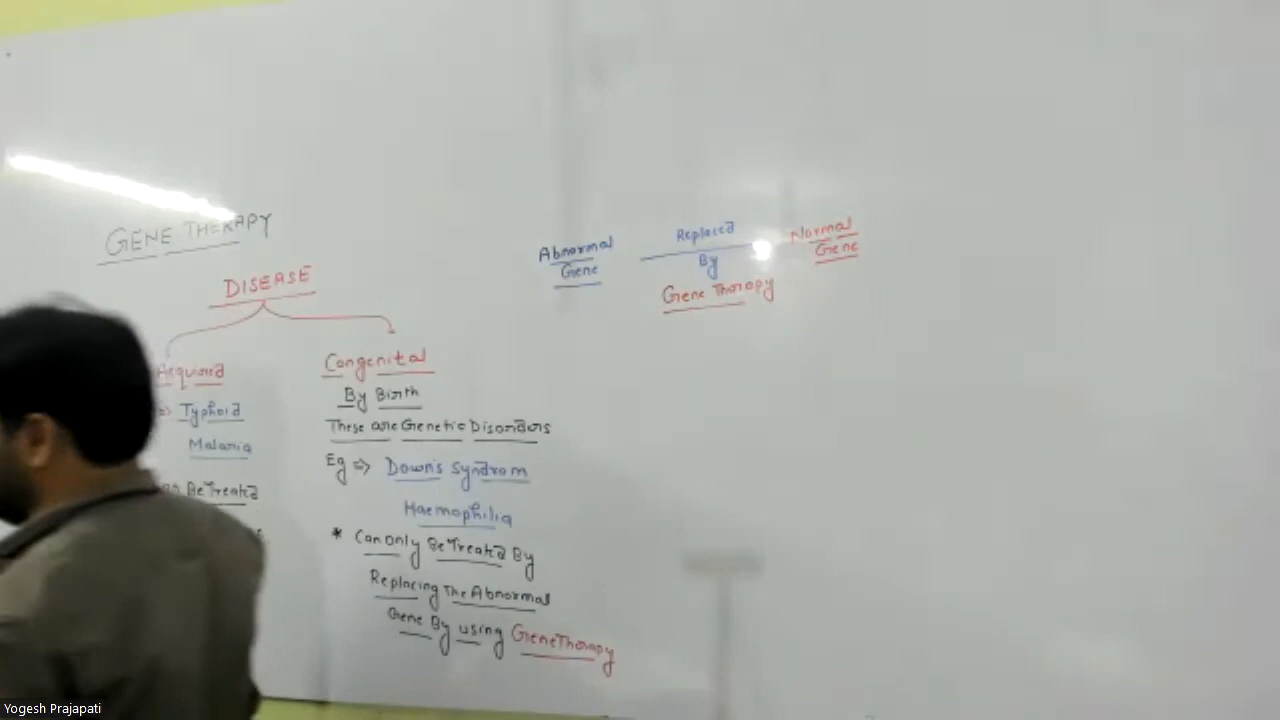 GENE THERAPY
DISEASE
Acquired
=> Typhoid
Malaria
Be Treated
Congenital
By Birth
These are Genetic Disorders
Eg => Down's Syndrom
Haemophilia
* Can only Be Treated By
Replacing The Abnormal
Gene By using Gene Therapy
Abnormal
Gene
Replaced
By
Gene Therapy
Normal
Gene
Yogesh Prajapati